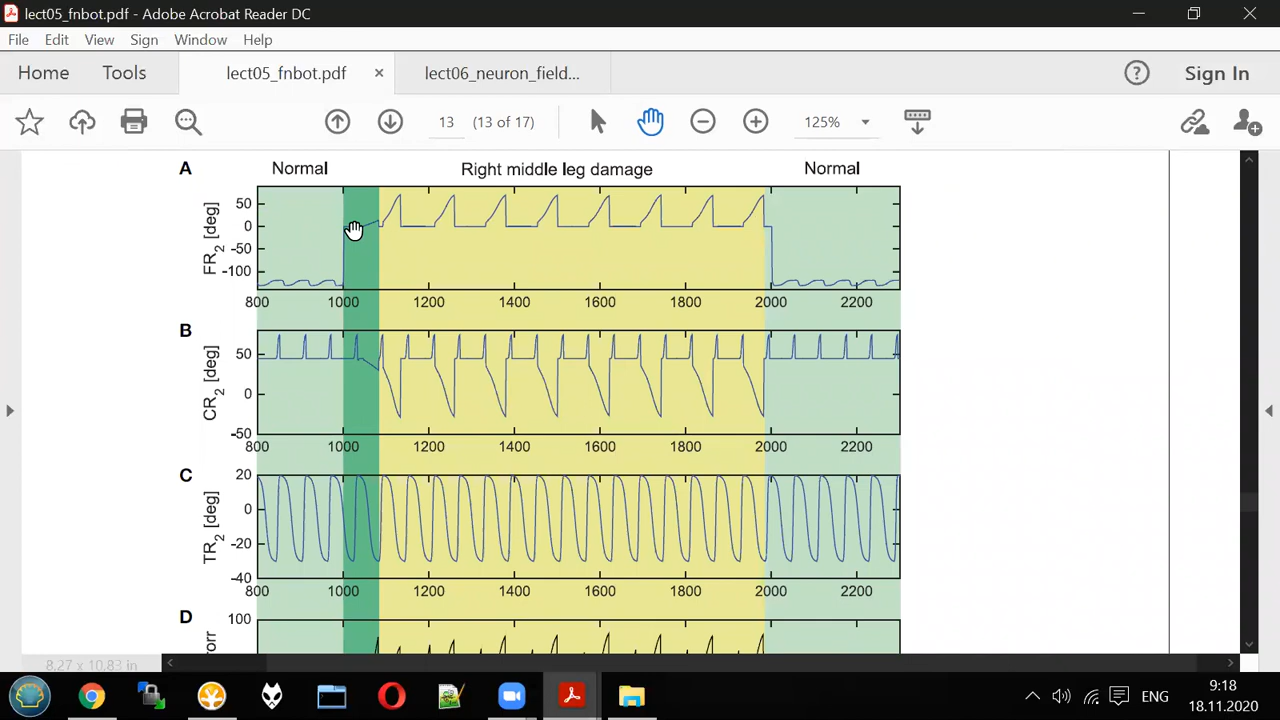 lect05_fnbot.pdf - Adobe Acrobat Reader DC
File Edit View Sign Window Help
Home Tools lect05_fnbot.pdf × lect06_neuron_field... ? Sign In
13 (13 of 17) 125%
A Normal Right middle leg damage Normal
FR2 [deg]
50
0
-50
-100
800 1000 1200 1400 1600 1800 2000 2200
B
CR2 [deg]
50
0
-50
800 1000 1200 1400 1600 1800 2000 2200
C
TR2 [deg]
20
0
-20
-40
800 1000 1200 1400 1600 1800 2000 2200
D
100
orr
8,27 x 10,83 in
ENG
9:18
18.11.2020